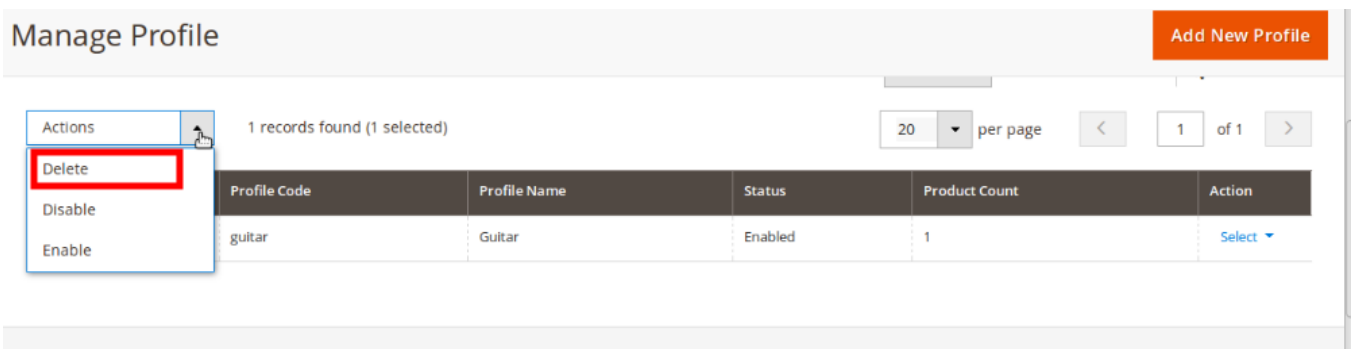 Manage Profile
Add New Profile
Actions
1 records found (1 selected)
20
per page
1
of 1
Delete
Disable
Enable
Profile Code
Profile Name
Status
Product Count
Action
guitar
Guitar
Enabled
1
Select